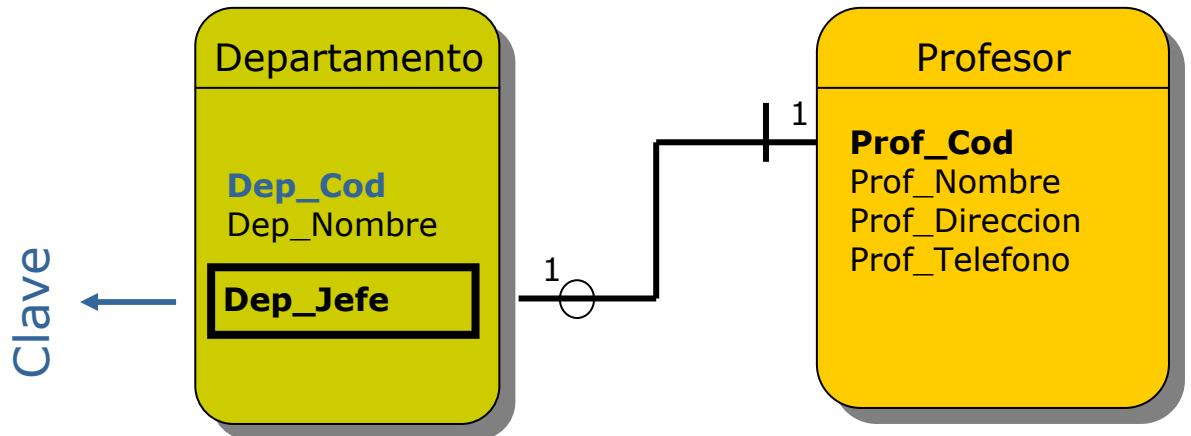 Departamento
Dep_Cod
Dep_Nombre
Dep_Jefe
Clave
1
1
Profesor
Prof_Cod
Prof_Nombre
Prof_Direccion
Prof_Telefono